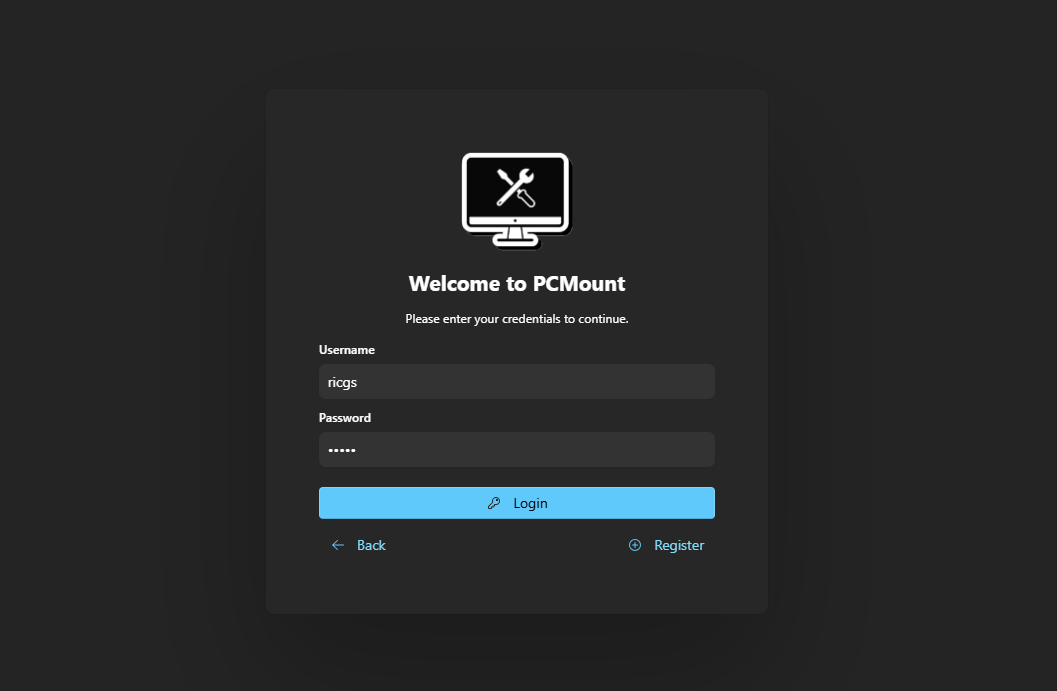 Welcome to PCMount
Please enter your credentials to continue.
Username
ricgs
Password
•••••
Login
Back
Register